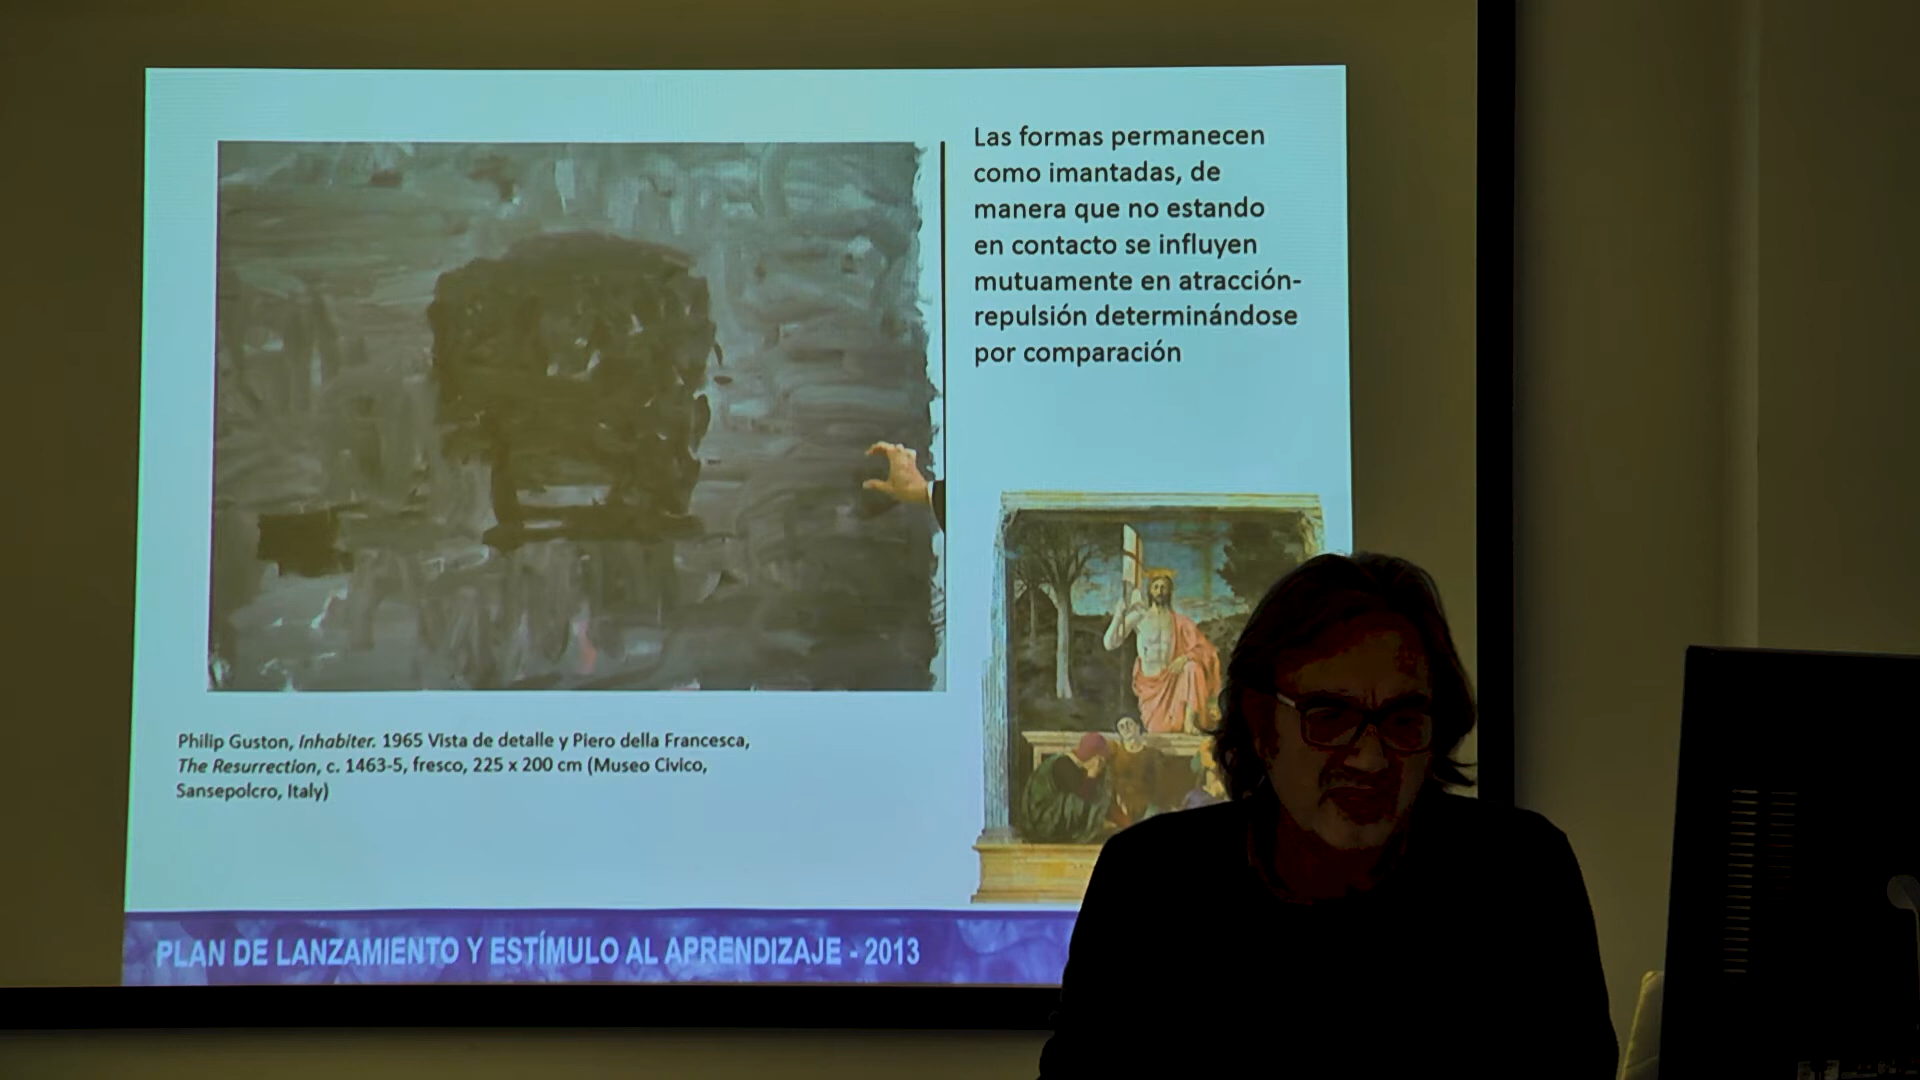 Las formas permanecen
como imantadas, de
manera que no estando
en contacto se influyen
mutuamente en atracción-
repulsión determinándose
por comparación
Philip Guston, Inhabiter. 1965 Vista de detalle y Piero della Francesca,
The Resurrection, c. 1463-5, fresco, 225 x 200 cm (Museo Civico,
Sansepolcro, Italy)
PLAN DE LANZAMIENTO Y ESTÍMULO AL APRENDIZAJE - 2013